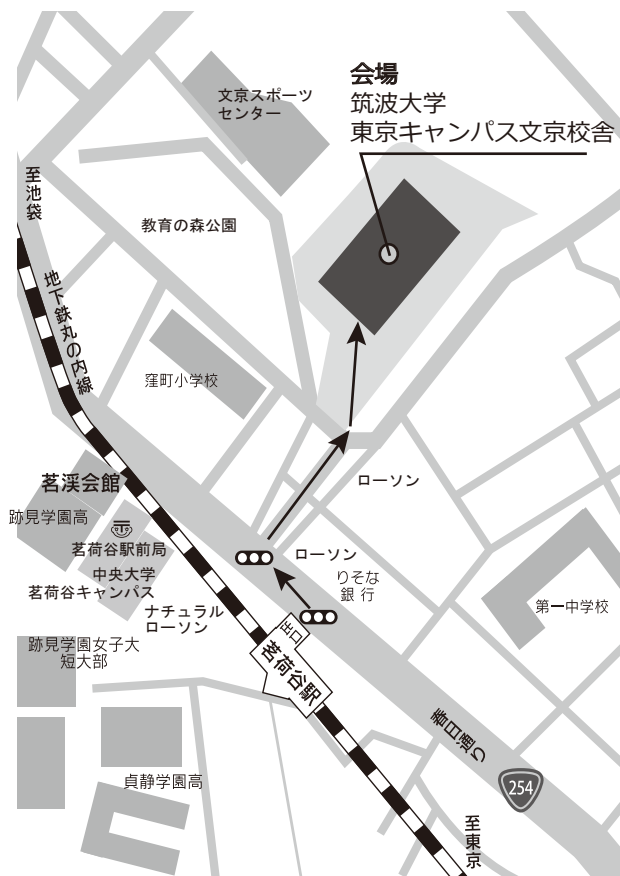 会場
筑波大学
東京キャンパス文京校舎
文京スポーツ
センター
至池袋
教育の森公園
地下鉄丸の内線
窪町小学校
茗渓会館
跡見学園高
茗荷谷駅前局
中央大学
茗荷谷キャンパス
ローソン
ローソン
りそな
銀行
第一中学校
ナチュラル
ローソン
出口
茗荷谷駅
跡見学園女子大
短大部
春日通り
254
貞静学園高
至東京